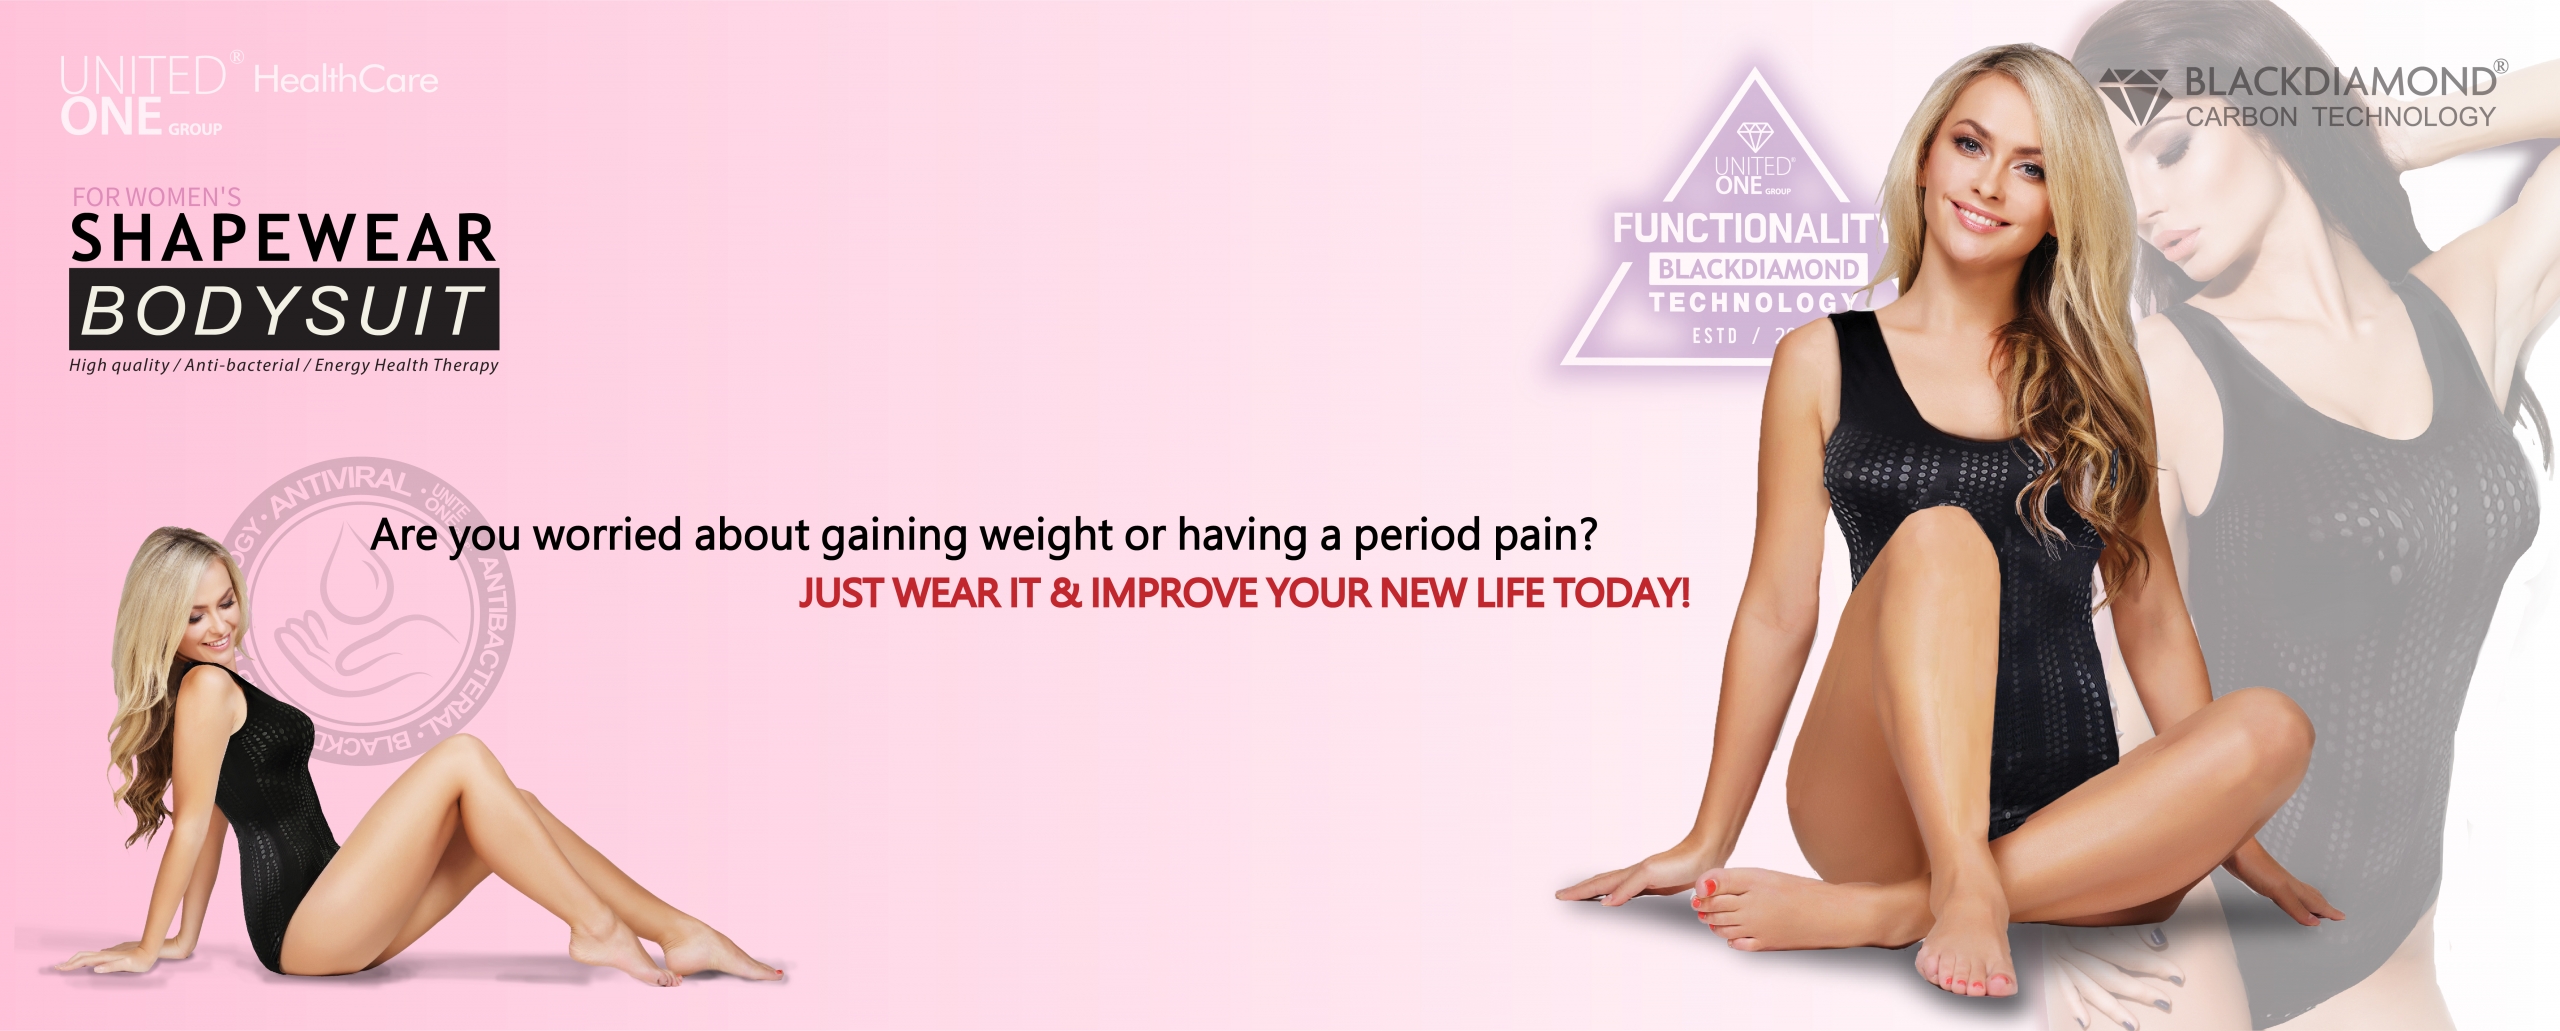 UNITED® HealthCare
ONE GROUP
FOR WOMEN'S
SHAPEWEAR
BODYSUIT
High quality / Anti-bacterial / Energy Health Therapy
ANTIVIRAL · UNITE
ONE
ANTIBACTERIAL ·
Are you worried about gaining weight or having a period pain?
JUST WEAR IT & IMPROVE YOUR NEW LIFE TODAY!
UNITED®
ONE GROUP
FUNCTIONALITY
BLACKDIAMOND
TECHNOLOGY
ESTD /
BLACKDIAMOND®
CARBON TECHNOLOGY